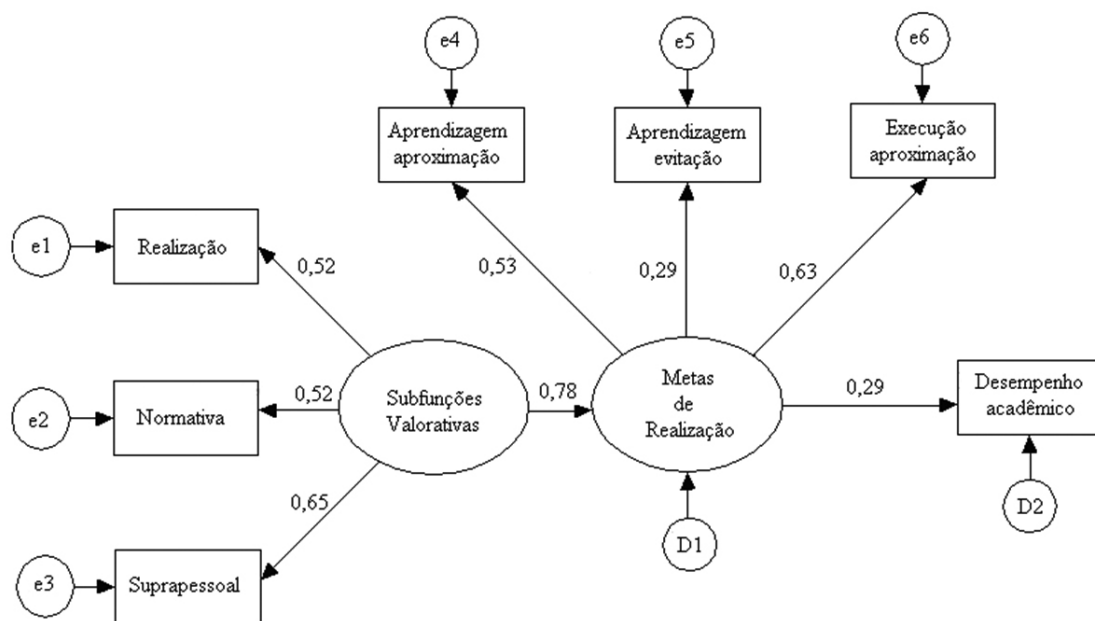 e4
e5
e6
Aprendizagem
aproximação
Aprendizagem
evitação
Execução
aproximação
e1
Realização
0,52
0,53
0,29
0,63
e2
Normativa
0,52
Subfunções
Valorativas
0,78
Metas
de
Realização
0,29
Desempenho
acadêmico
0,65
D1
D2
e3
Suprapessoal